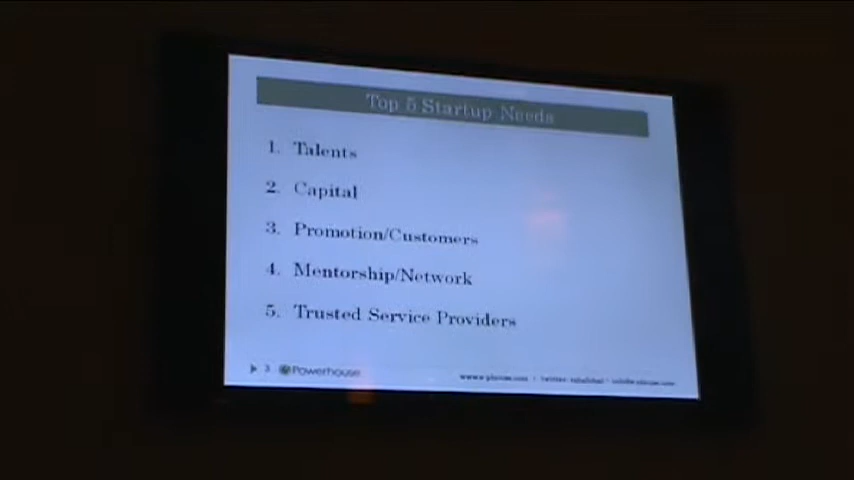 Top 5 Startup Needs
1. Talents
2. Capital
3. Promotion/Customers
4. Mentorship/Network
5. Trusted Service Providers
3 Powerhouse